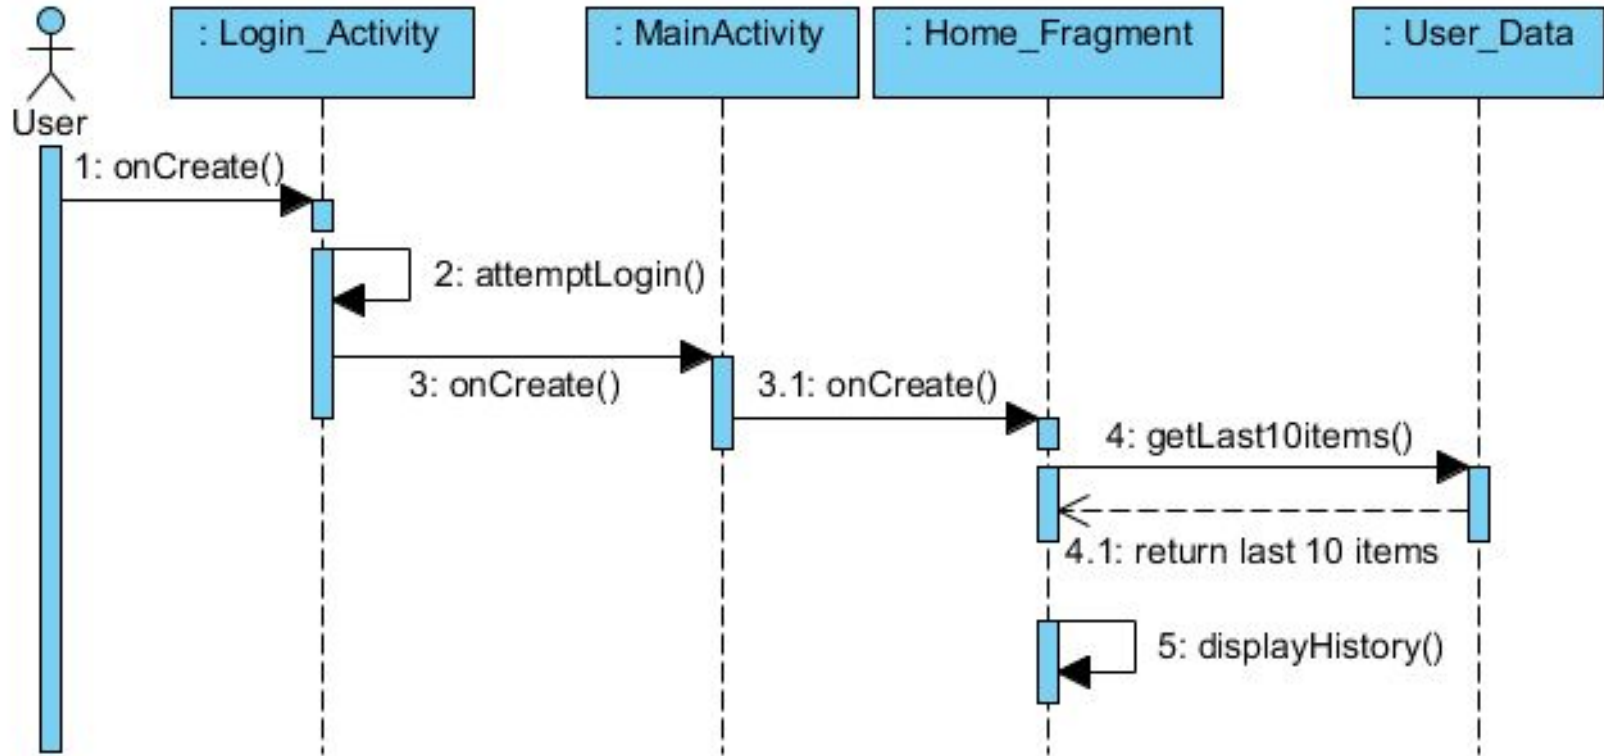 : Login_Activity
: MainActivity
: Home_Fragment
: User_Data
User
1: onCreate()
2: attemptLogin()
3: onCreate()
3.1: onCreate()
4: getLast10items()
4.1: return last 10 items
5: displayHistory()